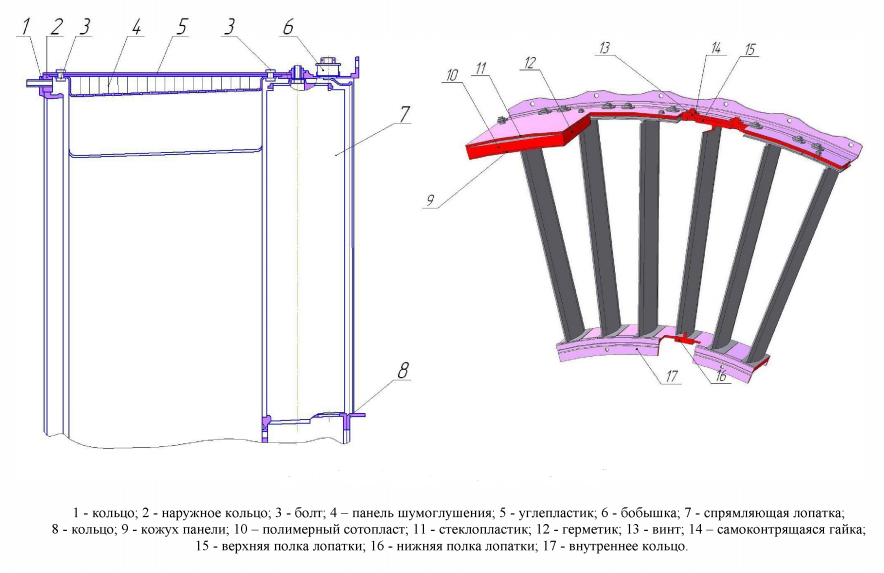 1 2 3 4 5 3 6
7
8
13 14 15
10 11 12
9
17 16
1 - кольцо; 2 - наружное кольцо; 3 - болт; 4 – панель шумоглушения; 5 - углепластик; 6 - бобышка; 7 - спрямляющая лопатка;
8 - кольцо; 9 - кожух панели; 10 – полимерный сотопласт; 11 - стеклопластик; 12 - герметик; 13 - винт; 14 – самоконтрящаяся гайка;
15 - верхняя полка лопатки; 16 - нижняя полка лопатки; 17 - внутреннее кольцо.